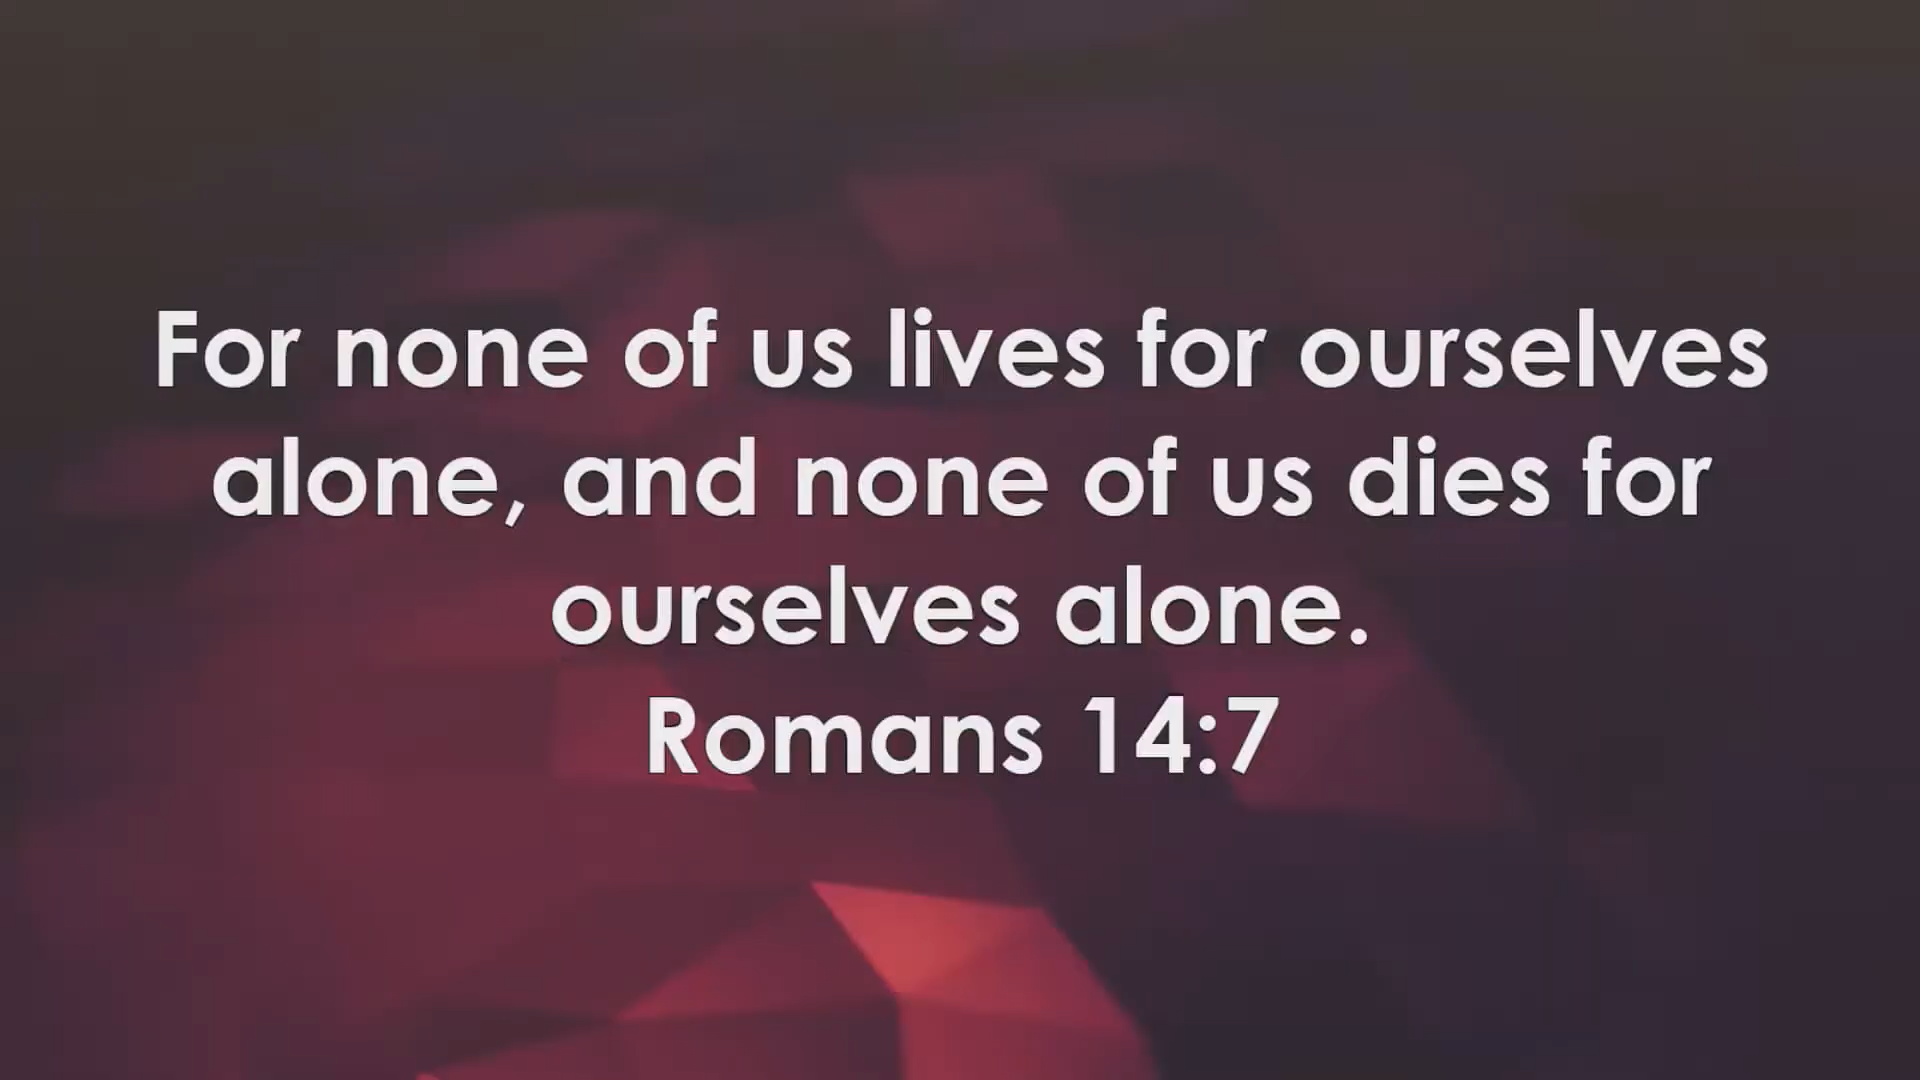 For none of us lives for ourselves
alone, and none of us dies for
ourselves alone.
Romans 14:7